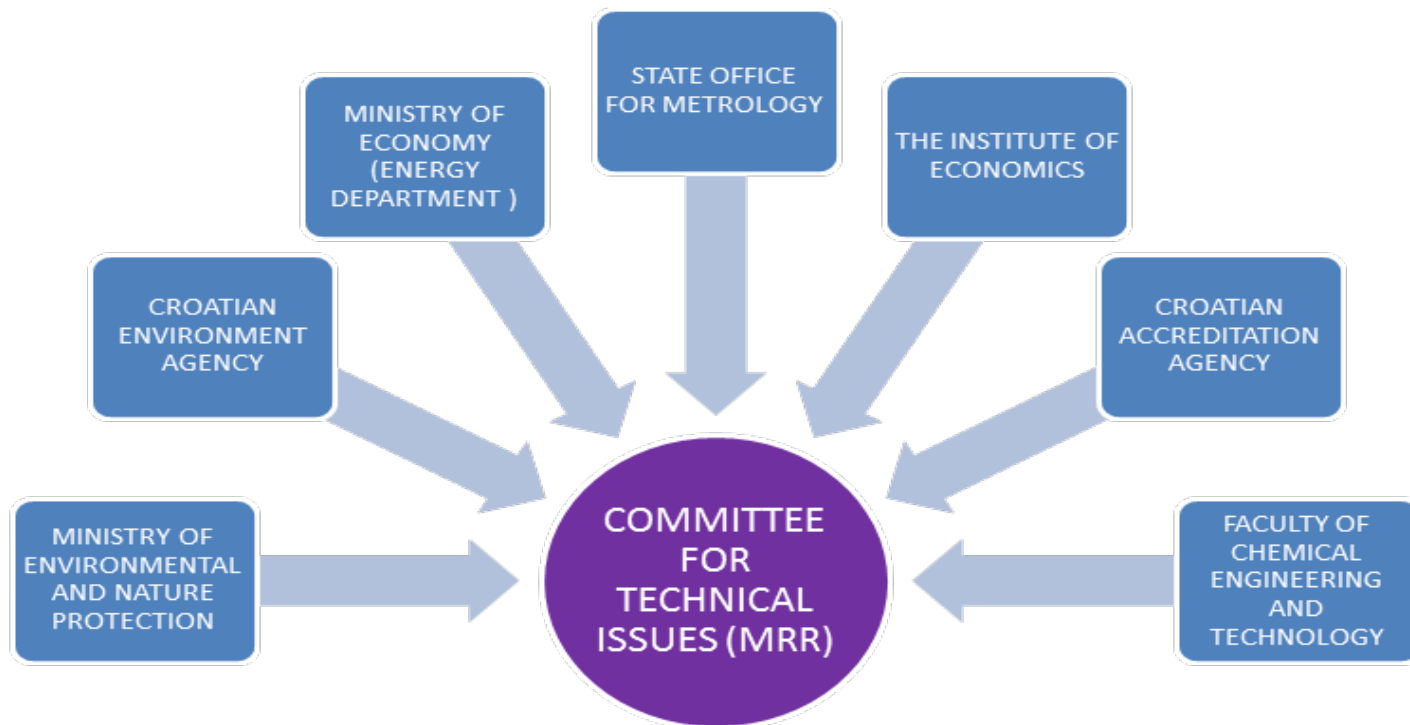 STATE OFFICE
FOR METROLOGY
MINISTRY OF
ECONOMY
(ENERGY
DEPARTMENT )
THE INSTITUTE OF
ECONOMICS
CROATIAN
ENVIRONMENT
AGENCY
CROATIAN
ACCREDITATION
AGENCY
MINISTRY OF
ENVIRONMENTAL
AND NATURE
PROTECTION
COMMITTEE
FOR
TECHNICAL
ISSUES (MRR)
FACULTY OF
CHEMICAL
ENGINEERING
AND
TECHNOLOGY